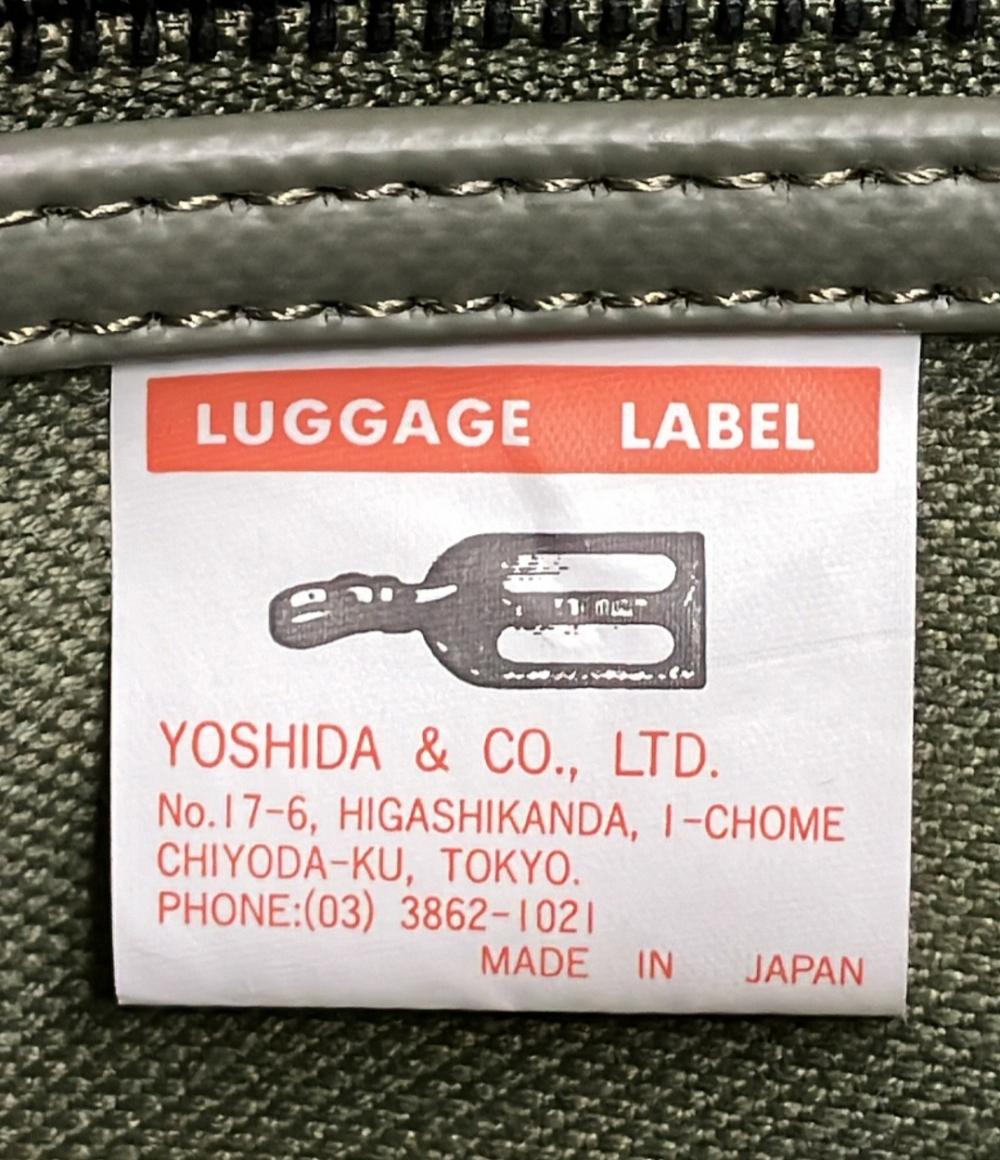 LUGGAGE LABEL
YOSHIDA & CO., LTD.
No.17-6, HIGASHIKANDA, 1-CHOME
CHIYODA-KU, TOKYO.
PHONE:(03) 3862-1021
MADE IN JAPAN